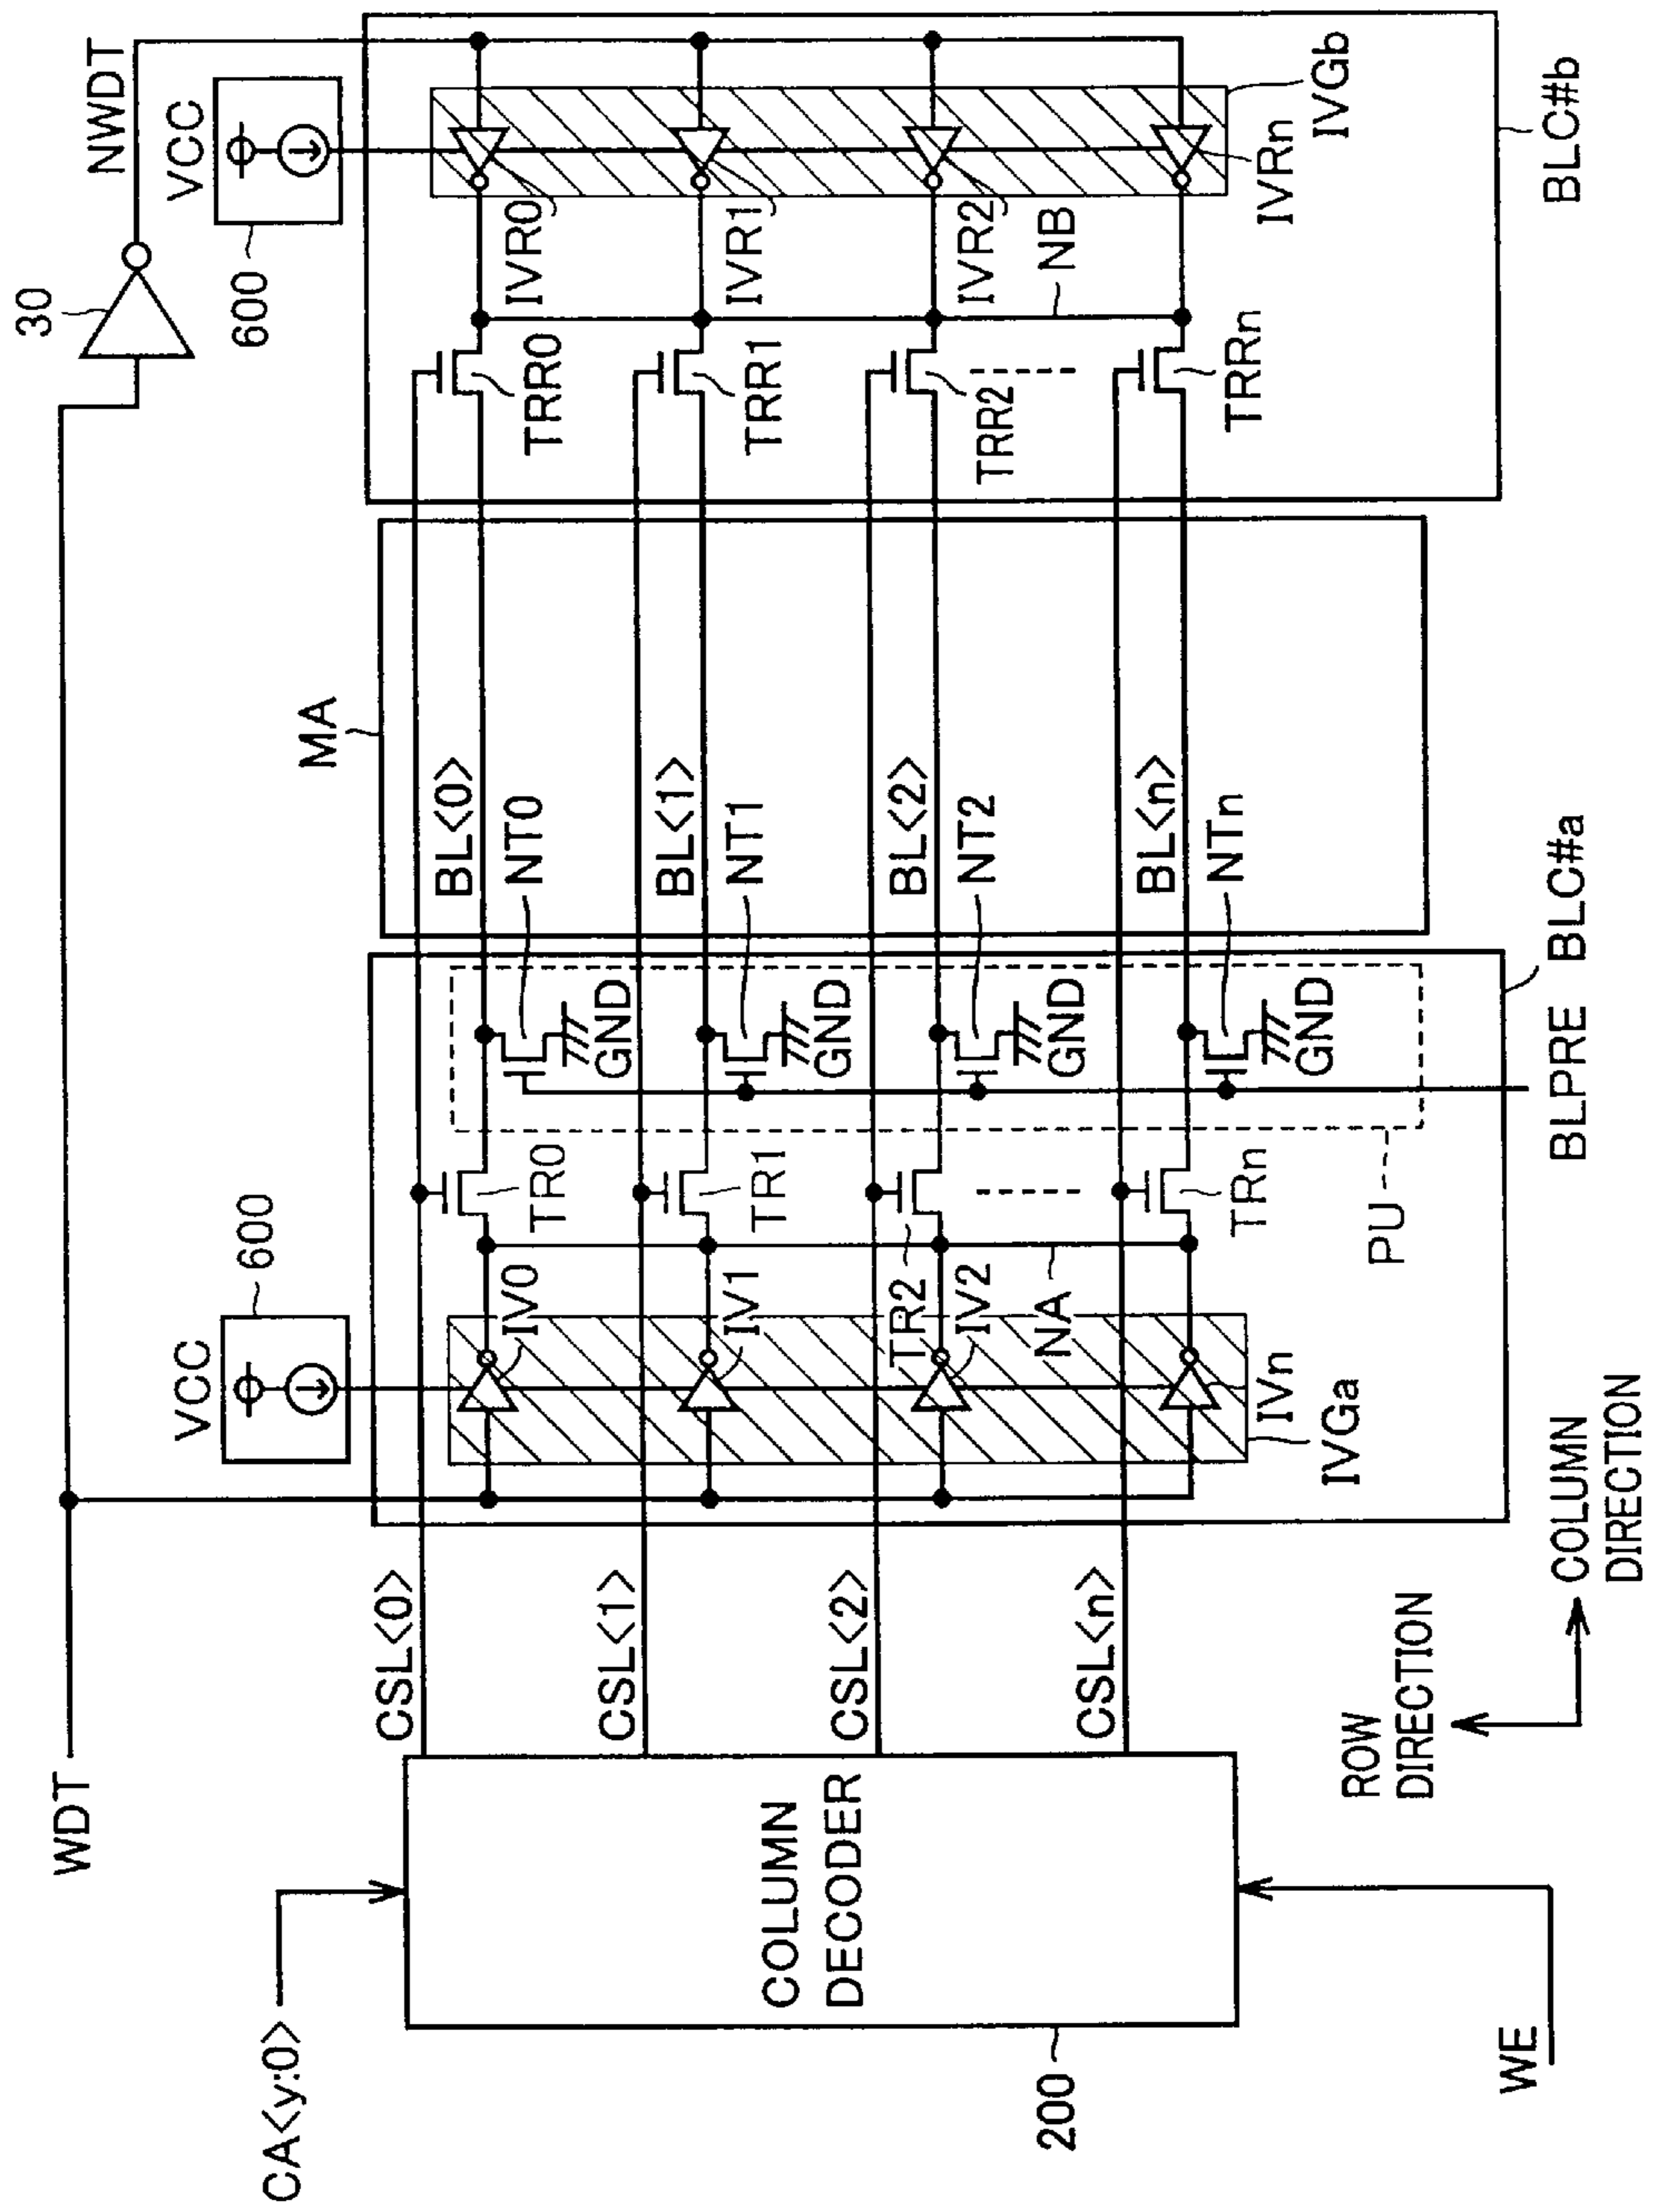 WDT
CA<y:0>
COLUMN
DECODER
200
WE
CSL<0>
CSL<1>
CSL<2>
CSL<n>
ROW
DIRECTION
COLUMN
DIRECTION
VCC
600
IV0
IV1
IV2
IVn
IVGa
NA
TR0
TR1
TR2
TRn
PU
GND
GND
GND
GND
BLPRE
BLC#a
NT0
NT1
NT2
NTn
BL<0>
BL<1>
BL<2>
BL<n>
MA
TRR0
TRR1
TRR2
TRRn
NB
30
NWDT
VCC
600
IVR0
IVR1
IVR2
IVRn
IVGb
BLC#b